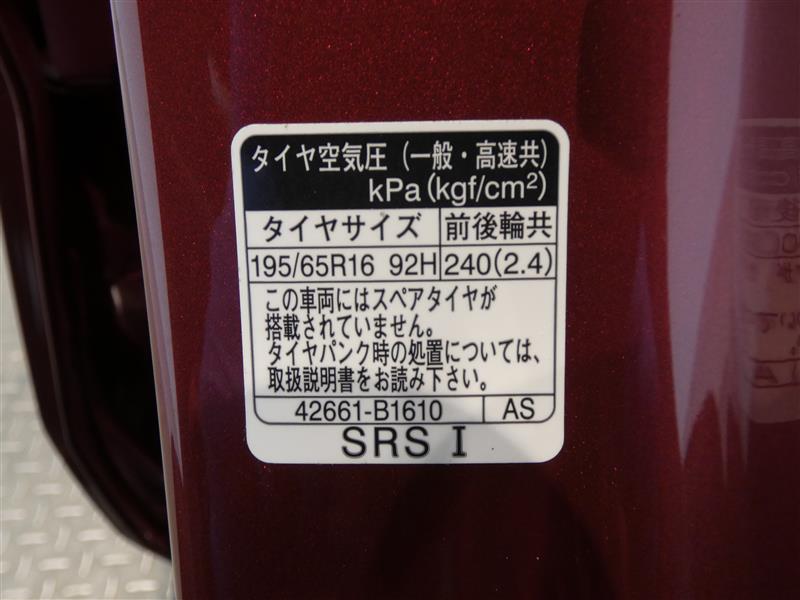 タイヤ空気圧（一般・高速共）
kPa(kgf/cm²)
タイヤサイズ 前後輪共
195/65R16 92H 240(2.4)
この車両にはスペアタイヤが
搭載されていません。
タイヤパンク時の処置については、
取扱説明書をお読み下さい。
42661-B1610 AS
SRS I